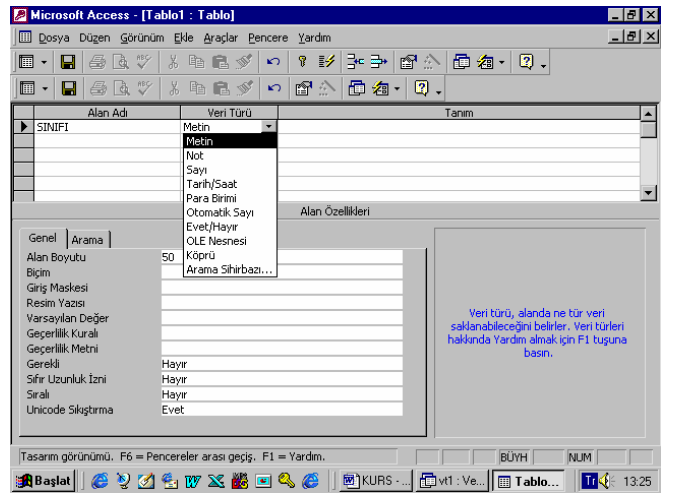 Microsoft Access - [Tablo1 : Tablo]
Dosya Düzen Görünüm Ekle Araçlar Pencere Yardım
Alan Adı Veri Türü Tanım
SINIFI Metin
Metin
Not
Sayı
Tarih/Saat
Para Birimi
Otomatik Sayı
Evet/Hayır
OLE Nesnesi
Köprü
Arama Sihirbazı...
Alan Özellikleri
Genel Arama
Alan Boyutu 50
Biçim
Giriş Maskesi
Resim Yazısı
Varsayılan Değer
Geçerlilik Kuralı
Geçerlilik Metni
Gerekli Hayır
Sıfır Uzunluk İzni Hayır
Sıralı Hayır
Unicode Sıkıştırma Evet
Veri türü, alanda ne tür veri
saklanabileceğini belirler. Veri türleri
hakkında Yardım almak için F1 tuşuna
basın.
Tasarım görünümü. F6 = Pencereler arası geçiş. F1 = Yardım. BÜYH NUM
Başlat KURS - ... vt1 : Ve... Tablo... Tr 13:25